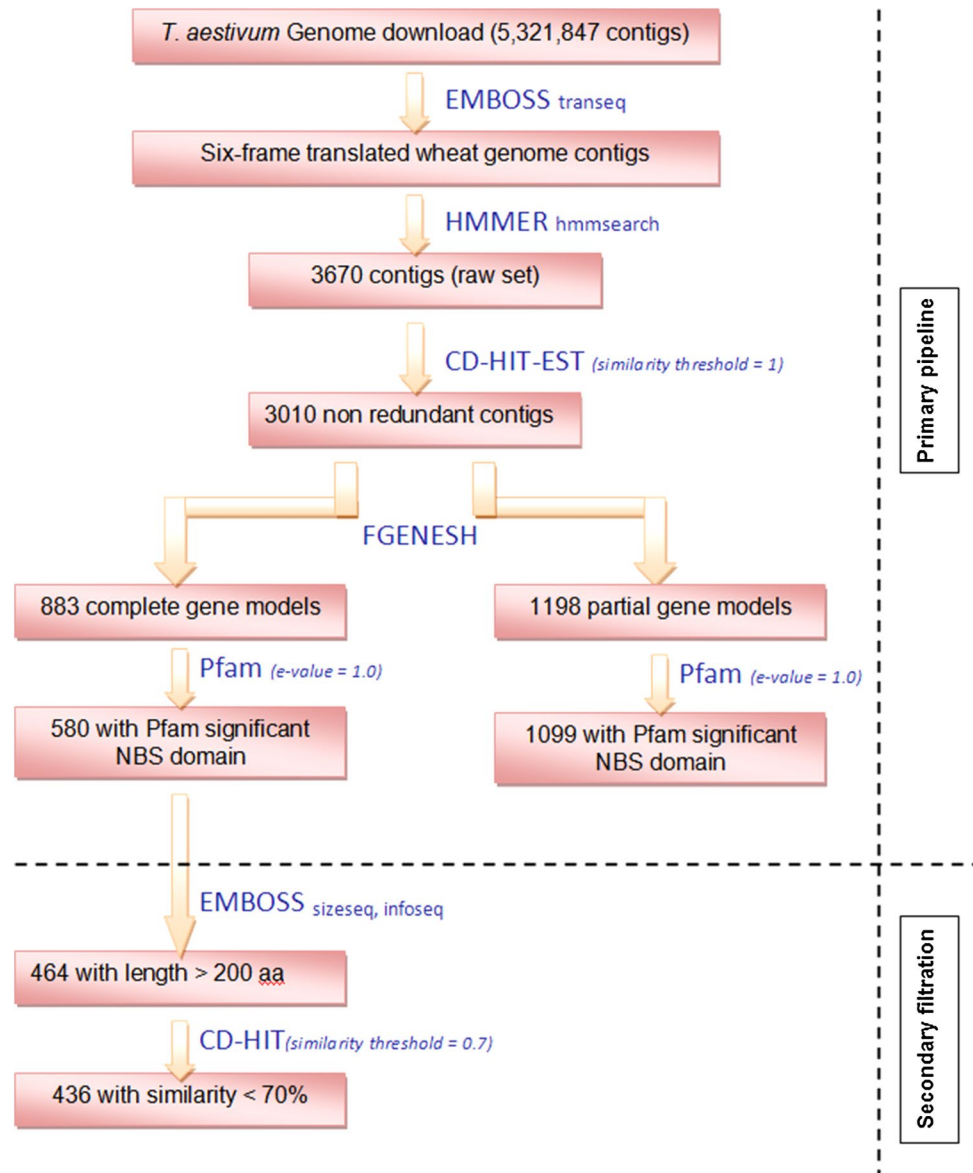 T. aestivum Genome download (5,321,847 contigs)
EMBOSS transeq
Six-frame translated wheat genome contigs
HMMER hmmsearch
3670 contigs (raw set)
CD-HIT-EST (similarity threshold = 1)
3010 non redundant contigs
FGENESH
883 complete gene models
1198 partial gene models
Pfam (e-value = 1.0)
Pfam (e-value = 1.0)
580 with Pfam significant
NBS domain
1099 with Pfam significant
NBS domain
Primary pipeline
EMBOSS sizeseq, infoseq
464 with length > 200 aa
CD-HIT(similarity threshold = 0.7)
436 with similarity < 70%
Secondary filtration